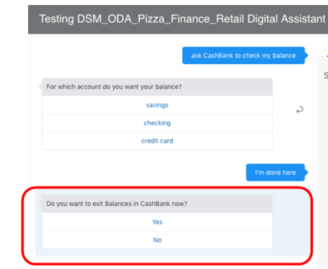 Testing DSM_ODA_Pizza_Finance_Retail Digital Assistant
ask CashBank to check my balance
For which account do you want your balance?
savings
checking
credit card
I'm done here
Do you want to exit Balances in CashBank now?
Yes
No